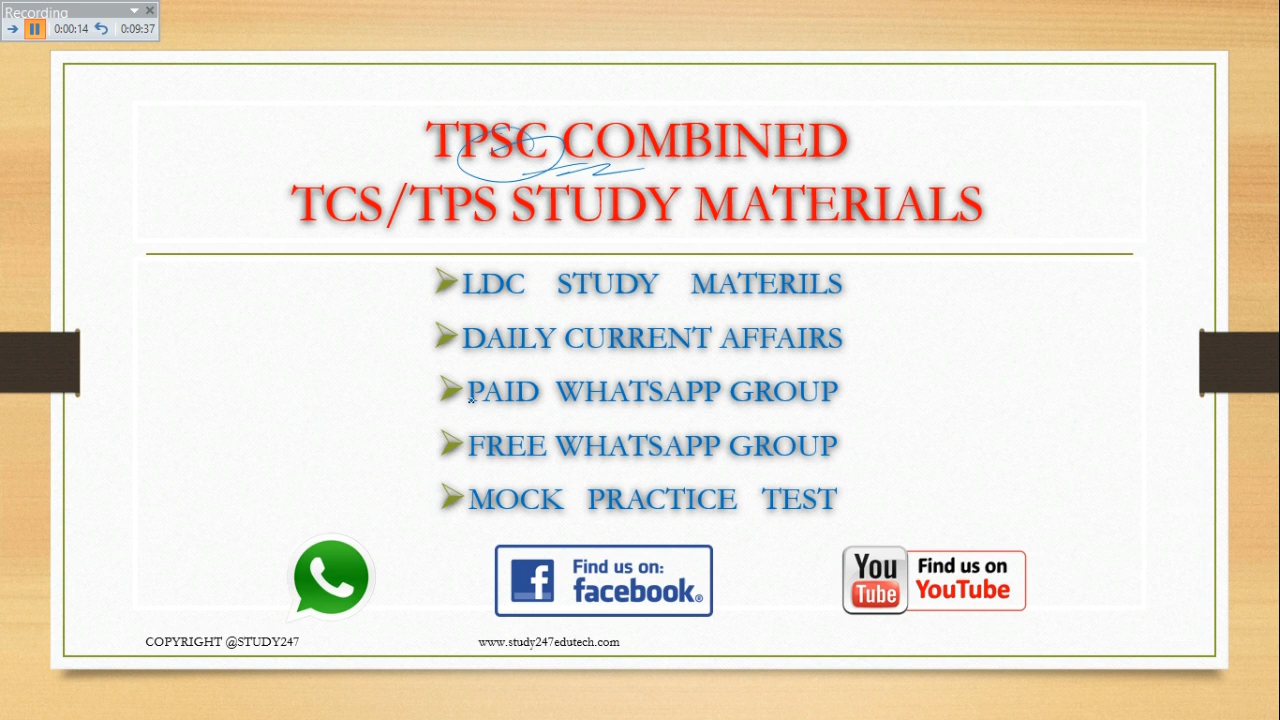 Recording
0:00:14 0:09:37
TPSC COMBINED
TCS/TPS STUDY MATERIALS
LDC STUDY MATERILS
DAILY CURRENT AFFAIRS
PAID WHATSAPP GROUP
FREE WHATSAPP GROUP
MOCK PRACTICE TEST
Find us on:
facebook®
You Tube
Find us on
YouTube
COPYRIGHT @STUDY247
www.study247edutech.com